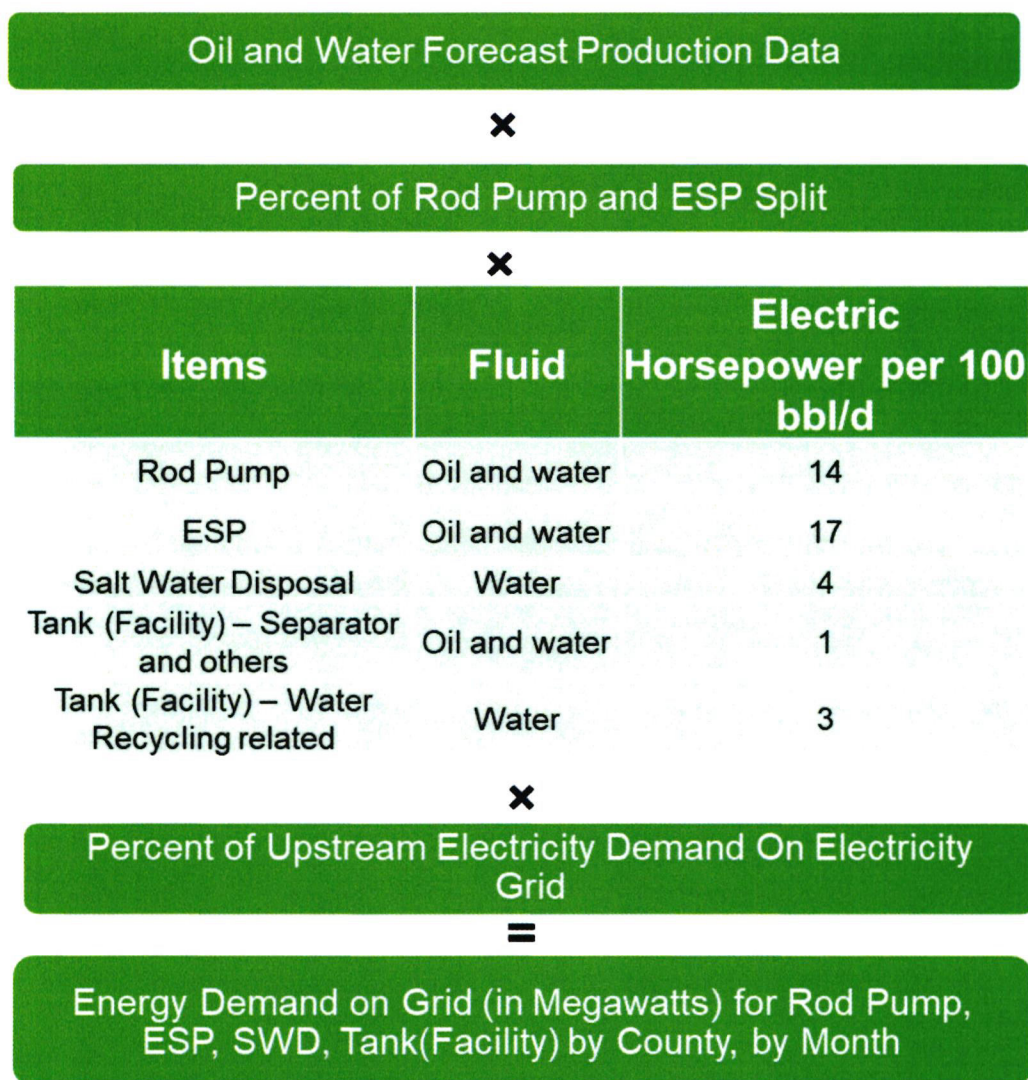 Oil and Water Forecast Production Data
×
Percent of Rod Pump and ESP Split
×
Items Fluid Electric
Horsepower per 100
bbl/d
Rod Pump Oil and water 14
ESP Oil and water 17
Salt Water Disposal Water 4
Tank (Facility) – Separator
and others Oil and water 1
Tank (Facility) – Water
Recycling related Water 3
×
Percent of Upstream Electricity Demand On Electricity
Grid
=
Energy Demand on Grid (in Megawatts) for Rod Pump,
ESP, SWD, Tank(Facility) by County, by Month